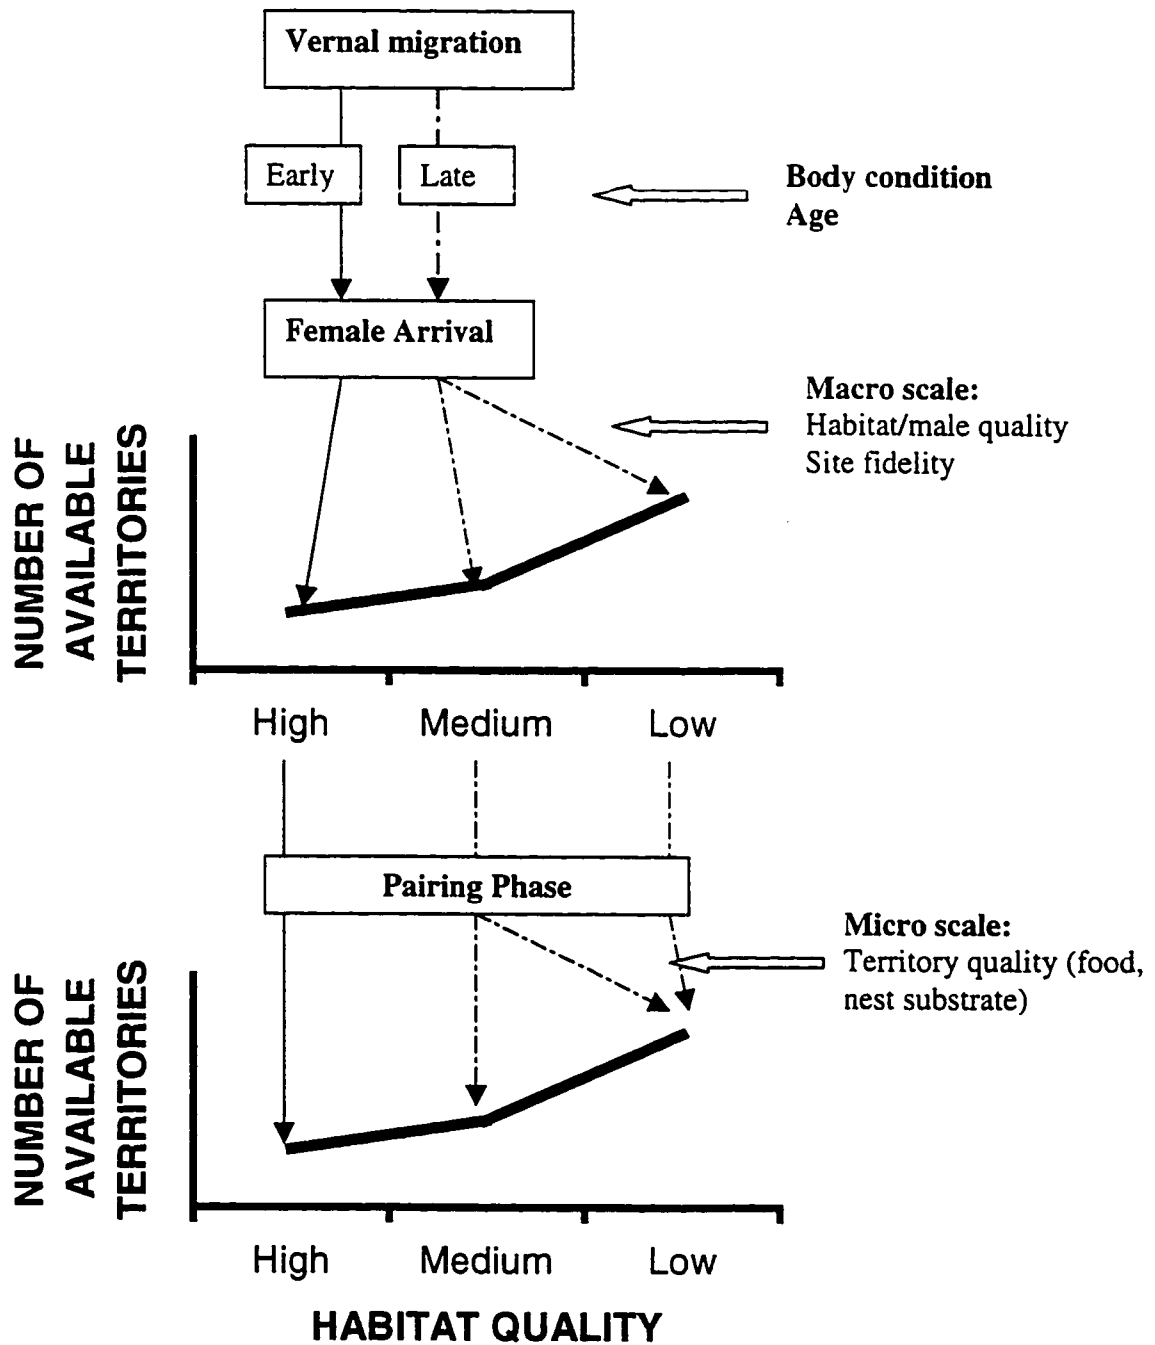 Vernal migration
Early
Late
Body condition
Age
Female Arrival
Macro scale:
Habitat/male quality
Site fidelity
NUMBER OF
AVAILABLE
TERRITORIES
High
Medium
Low
Pairing Phase
Micro scale:
Territory quality (food,
nest substrate)
NUMBER OF
AVAILABLE
TERRITORIES
High
Medium
Low
HABITAT QUALITY